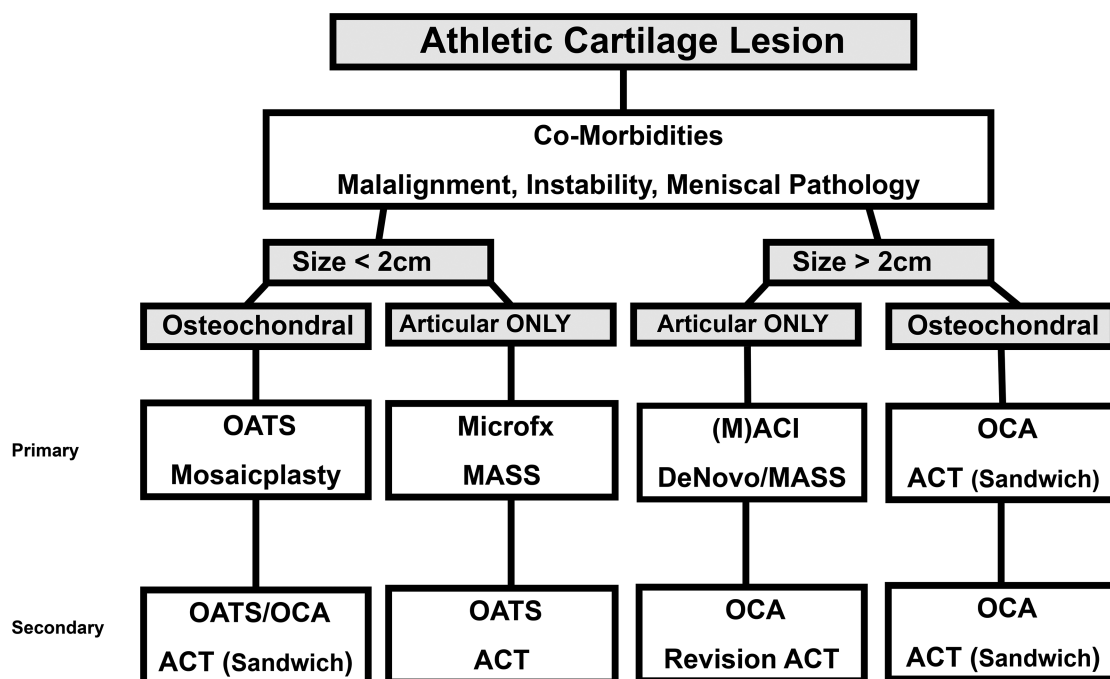 Athletic Cartilage Lesion
Co-Morbidities
Malalignment, Instability, Meniscal Pathology
Size < 2cm
Size > 2cm
Osteochondral
Articular ONLY
Articular ONLY
Osteochondral
Primary
OATS
Mosaicplasty
Microfx
MASS
(M)ACI
DeNovo/MASS
OCA
ACT (Sandwich)
Secondary
OATS/OCA
ACT (Sandwich)
OATS
ACT
OCA
Revision ACT
OCA
ACT (Sandwich)